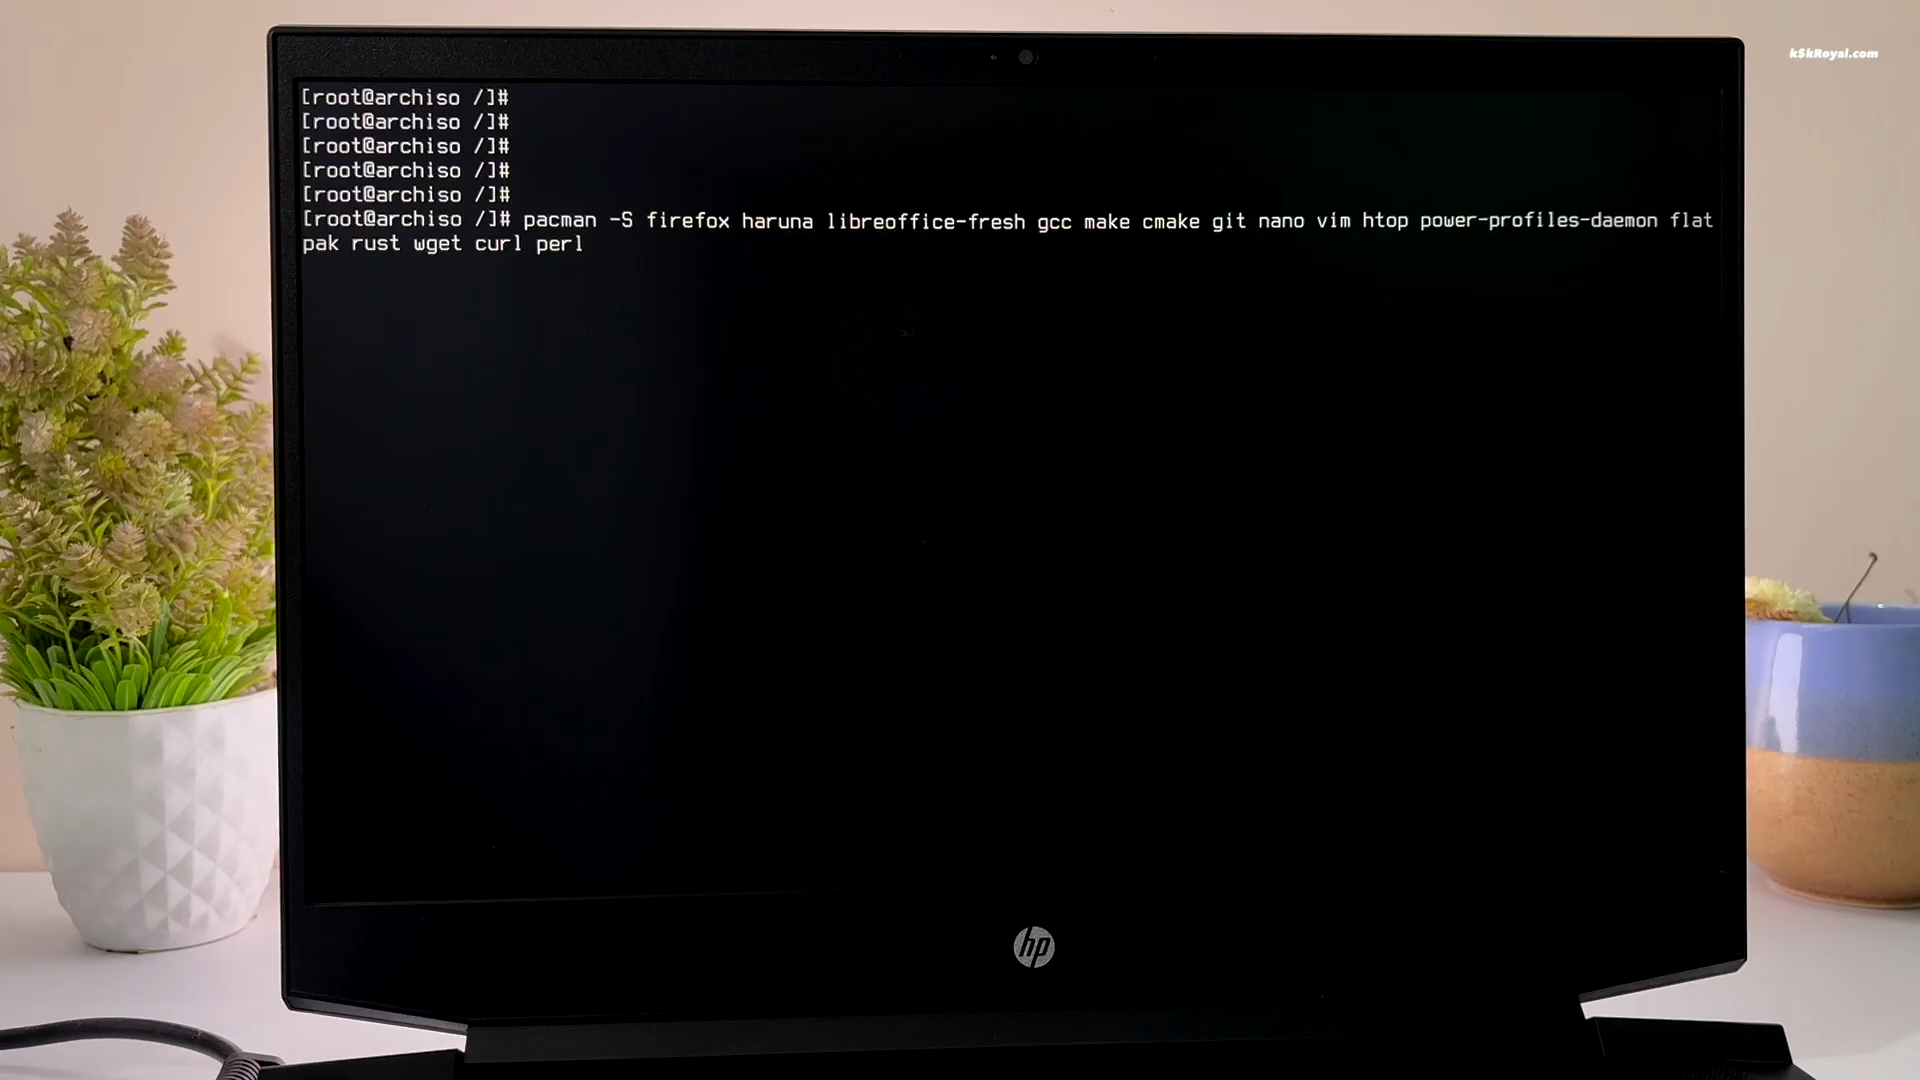 kskRoyal.com
[root@archiso /]#
[root@archiso /]#
[root@archiso /]#
[root@archiso /]#
[root@archiso /]#
[root@archiso /]# pacman -S firefox haruna libreoffice-fresh gcc make cmake git nano vim htop power-profiles-daemon flat
pak rust wget curl perl
hp